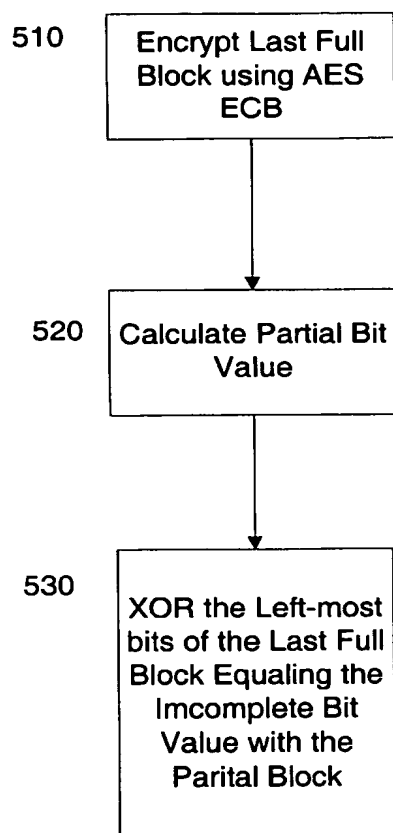 510
Encrypt Last Full
Block using AES
ECB
520
Calculate Partial Bit
Value
530
XOR the Left-most
bits of the Last Full
Block Equaling the
Imcomplete Bit
Value with the
Parital Block